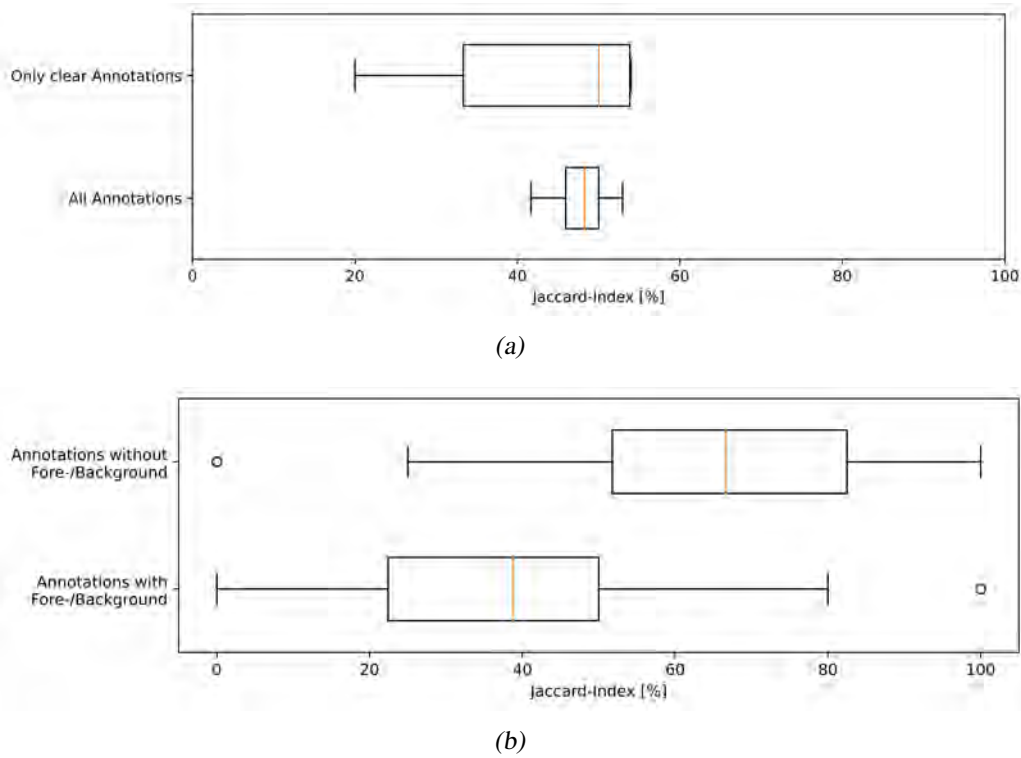 Only clear Annotations
All Annotations
0 20 40 60 80 100
Jaccard-Index [%]
(a)
Annotations without
Fore-/Background
Annotations with
Fore-/Background
0 20 40 60 80 100
Jaccard-Index [%]
(b)